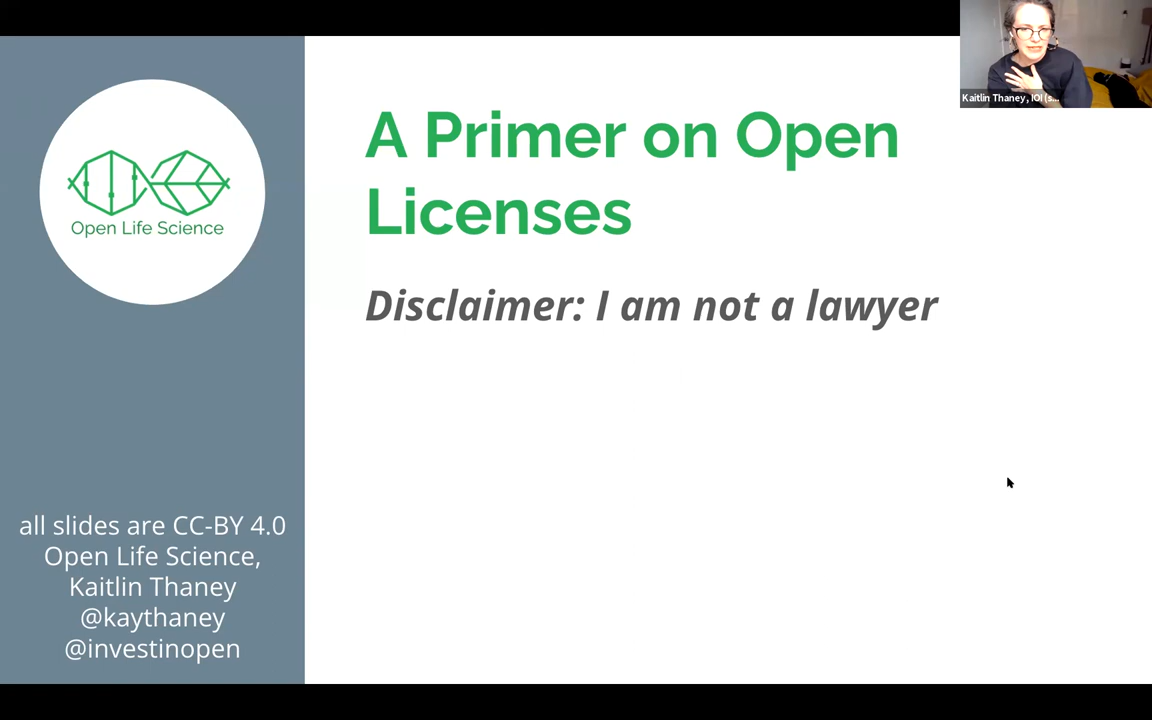 A Primer on Open
Licenses
Disclaimer: I am not a lawyer
Open Life Science
all slides are CC-BY 4.0
Open Life Science,
Kaitlin Thaney
@kaythaney
@investinopen
Kaitlin Thaney, IOI (s...